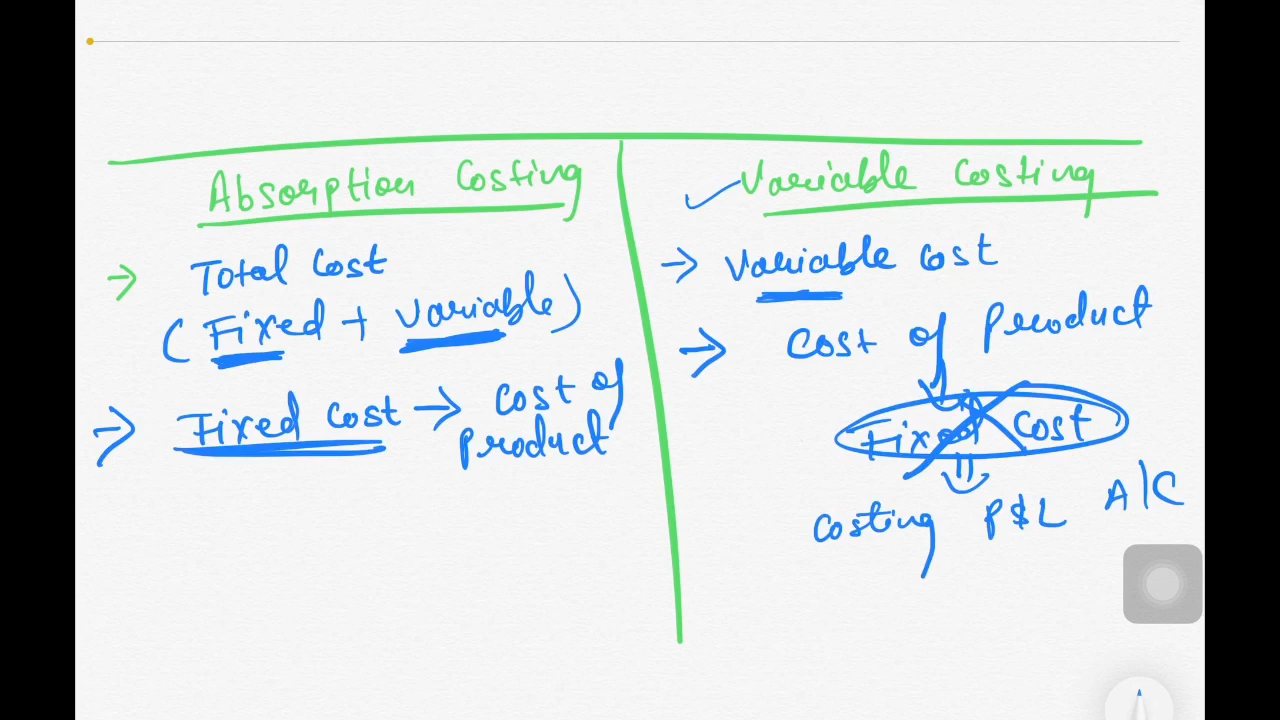 Absorption Costing
→ Total Cost
(Fixed + Variable)
→ Fixed Cost → Cost of
product
Variable Costing
→ Variable cost
→ Cost of product
Fixed Cost
Costing P&L A/C